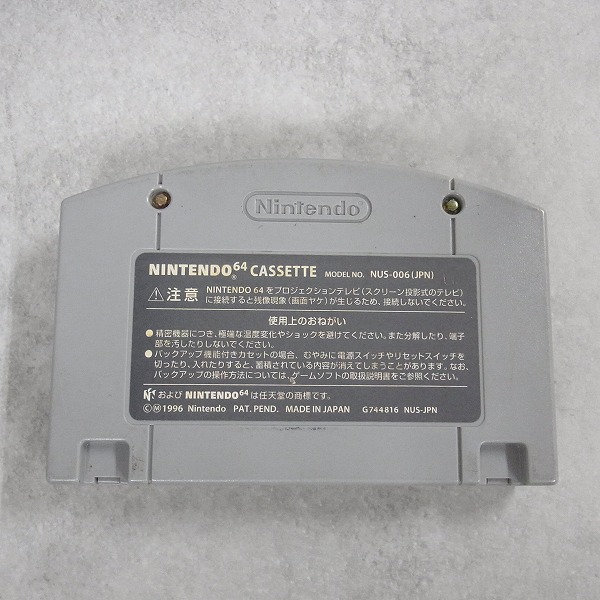 Nintendo
NINTENDO64 CASSETTE MODEL NO. NUS-006(JPN)
⚠注意 NINTENDO 64 をプロジェクションテレビ(スクリーン投影式のテレビ)
に接続すると残像現象(画面ヤケ)が生じるため、接続しないでください。
使用上のおねがい
●精密機器につき、極端な温度変化やショックを避けてください。また分解したり、端子
部を汚したりしないでください。
●バックアップ機能付きカセットの場合、むやみに電源スイッチやリセットスイッチを
切ったり、入れたりすると、蓄積されている内容が消えてしまうことがあります。なお、
バックアップの操作方法については、ゲームソフトの取扱説明書をご参照ください。
および NINTENDO64 は任天堂の商標です。
©Ⓜ1996 Nintendo PAT. PEND. MADE IN JAPAN G744816 NUS-JPN